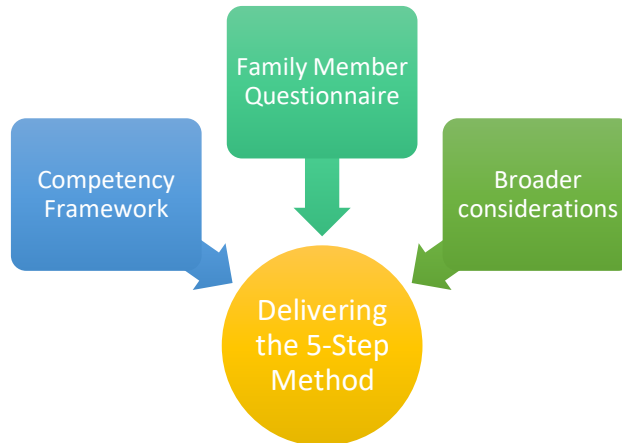 Family Member
Questionnaire
Competency
Framework
Broader
considerations
Delivering
the 5-Step
Method